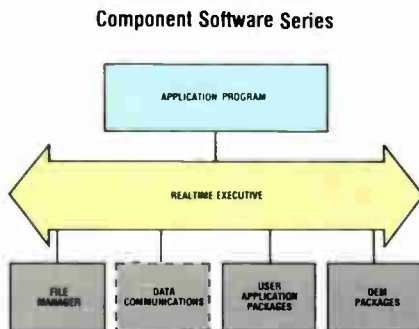 Component Software Series
APPLICATION PROGRAM
REALTIME EXECUTIVE
FILE
MANAGER
DATA
COMMUNICATIONS
USER
APPLICATION
PACKAGES
OEM
PACKAGES